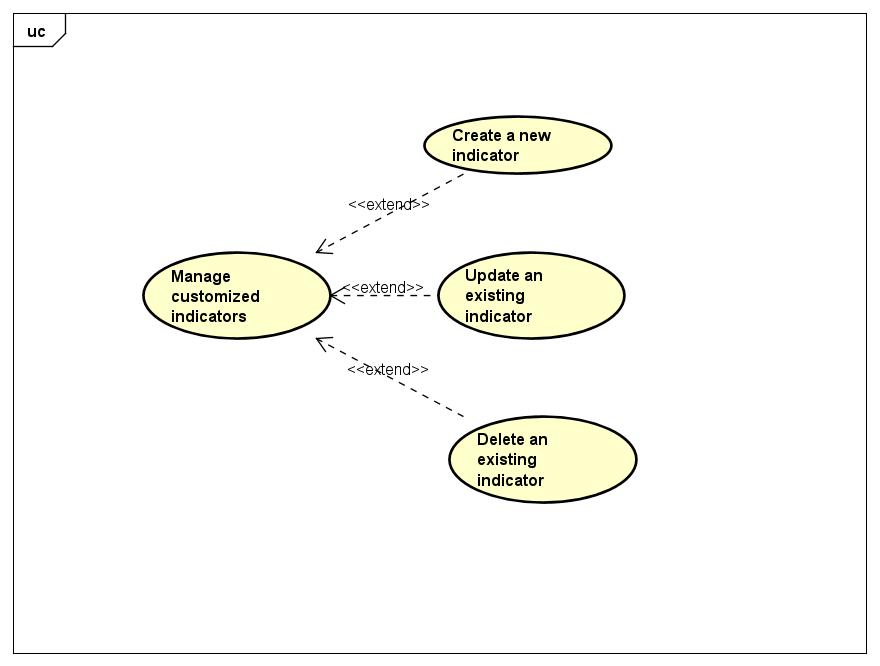 uc
Create a new
indicator
<<extend>>
Manage
customized
indicators
<<extend>>
Update an
existing
indicator
<<extend>>
Delete an
existing
indicator